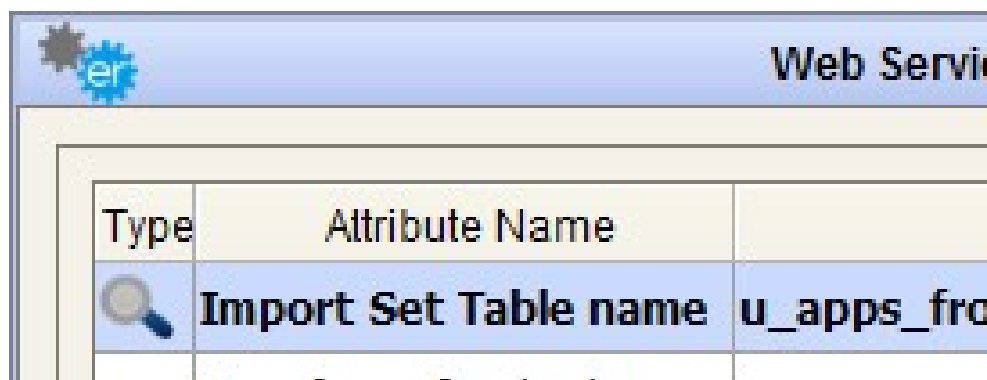 er
Web Servi
Type Attribute Name
Import Set Table name u_apps_fro